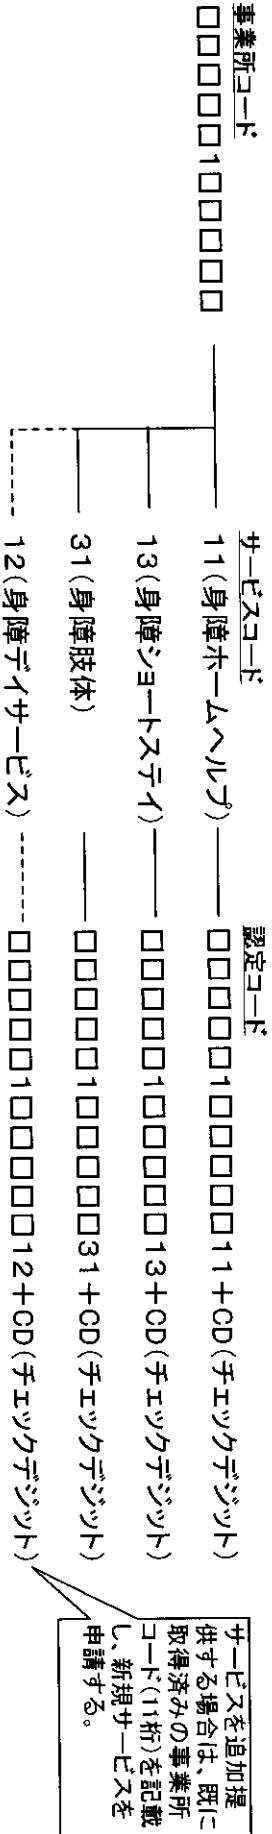 事業所コード
□□□□□1□□□□□
サービスコード
11(身障ホームヘルプ)
13(身障ショートステイ)
31(身障肢体)
12(身障デイサービス)
認定コード
□□□□□1□□□□□11+CD(チェックデジット)
□□□□□1□□□□□13+CD(チェックデジット)
□□□□□1□□□□□31+CD(チェックデジット)
□□□□□1□□□□□12+CD(チェックデジット)
サービスを追加提
供する場合は、既に
取得済みの事業所
コード(11桁)を記載
し、新規サービスを
申請する。